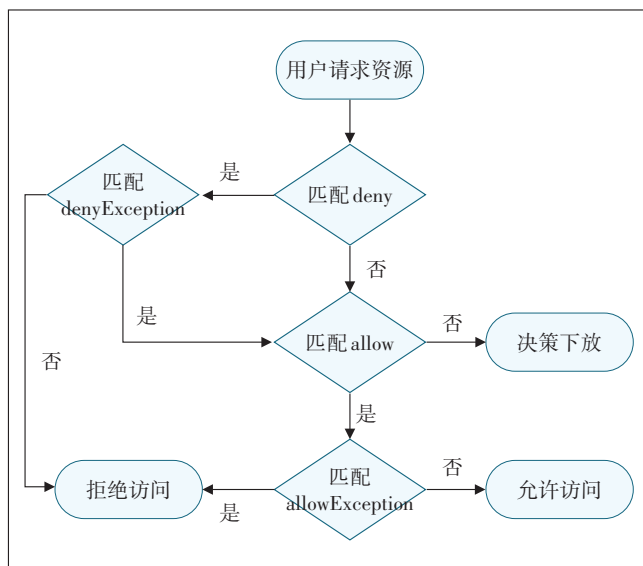 用户请求资源
是
匹配
denyException
匹配deny
否
是
匹配allow
否
决策下放
否
是
拒绝访问
是
匹配
allowException
否
允许访问